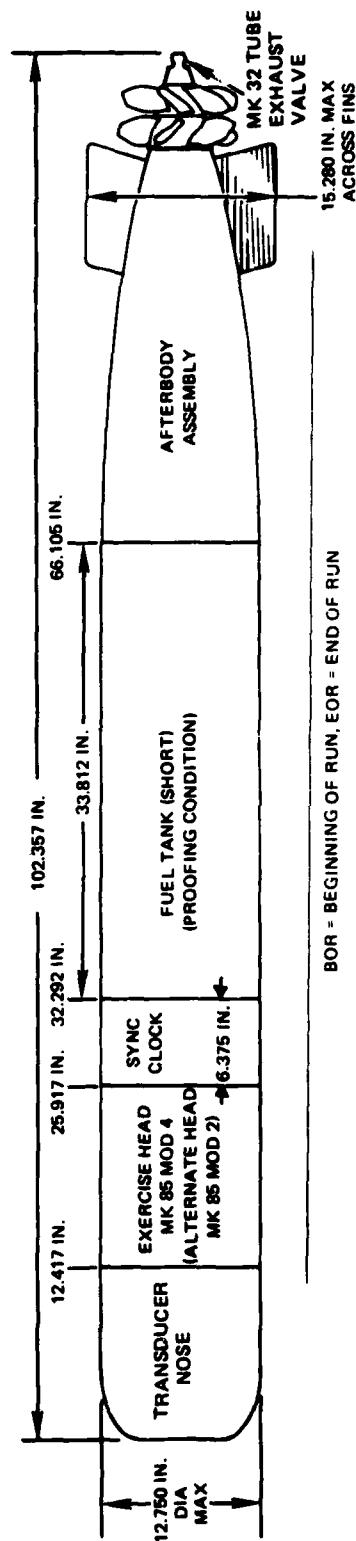 102.357 IN.
12.417 IN.
25.917 IN.
32.292 IN.
33.812 IN.
66.105 IN.
12.750 IN.
DIA
MAX
TRANSDUCER
NOSE
EXERCISE HEAD
MK 85 MOD 4
(ALTERNATE HEAD
MK 85 MOD 2)
SYNC
CLOCK
6.375 IN.
FUEL TANK (SHORT)
(PROOFING CONDITION)
AFTERBODY
ASSEMBLY
MK 32 TUBE
EXHAUST
VALVE
15.280 IN. MAX
ACROSS FINS
BOR = BEGINNING OF RUN, EOR = END OF RUN